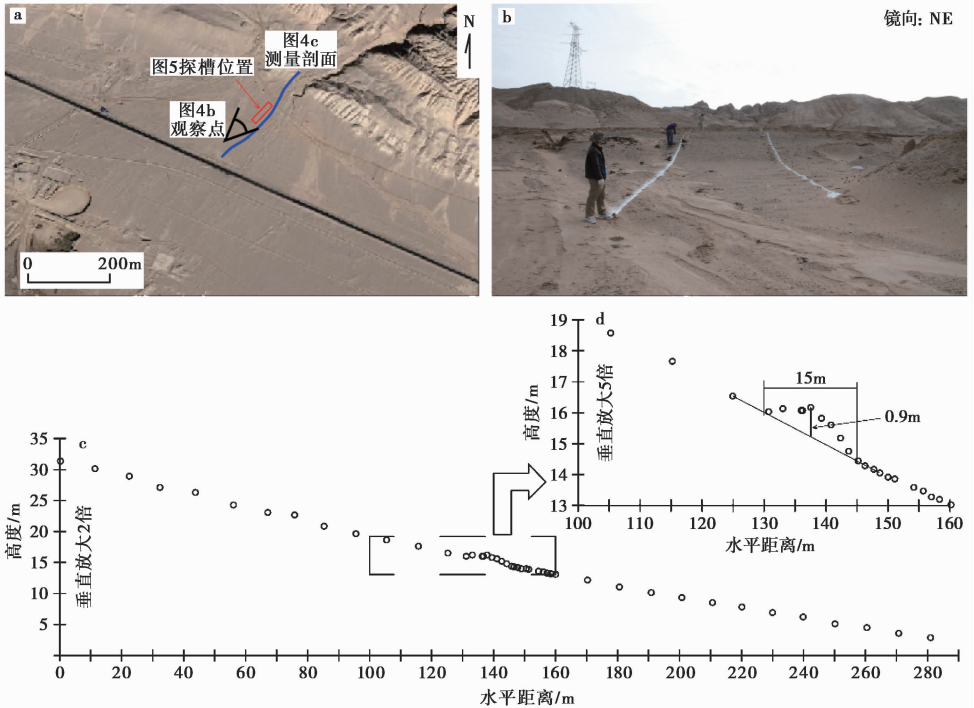 a
图4c
测量剖面
图5探槽位置
图4b
观察点
N
0 200m
b
镜向: NE
c
35
30
25
20
15
10
5
高度/m
垂直放大2倍
0 20 40 60 80 100 120 140 160 180 200 220 240 260 280
水平距离/m
d
19
18
17
16
15
14
13
高度/m
垂直放大5倍
15m
0.9m
100 110 120 130 140 150 160
水平距离/m